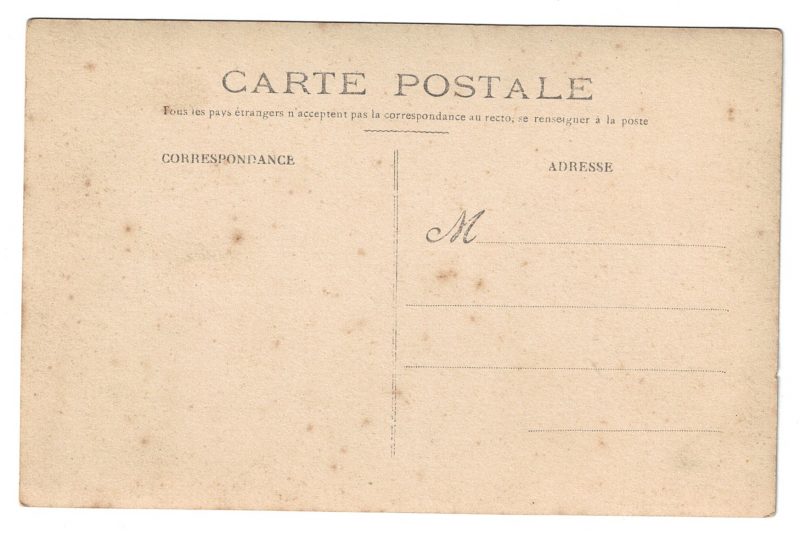 CARTE POSTALE
Tous les pays étrangers n'acceptent pas la correspondance au recto, se renseigner à la poste
CORRESPONDANCE
ADRESSE
M